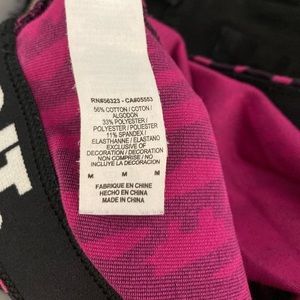 RN#56323 - CA#05553
56% COTTON / COTON /
ALGODON
33% POLYESTER /
POLYESTER / POLIESTER
11% SPANDEX /
ELASTHANNE / ELASTANO
EXCLUSIVE OF
DECORATION / DECORATION
NON COMPRISE / NO
INCLUYE LA DECORACION
M M M
FABRIQUE EN CHINE
HECHO EN CHINA
MADE IN CHINA